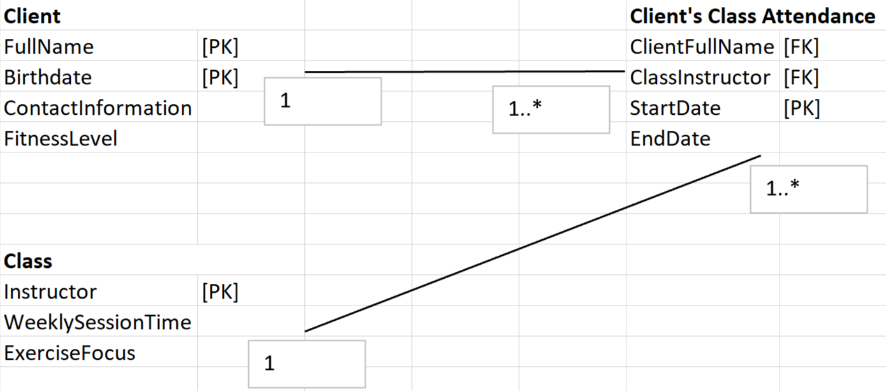 Client
FullName [PK]
Birthdate [PK]
ContactInformation
FitnessLevel
1
1..*
Client's Class Attendance
ClientFullName [FK]
ClassInstructor [FK]
StartDate [PK]
EndDate
1..*
Class
Instructor [PK]
WeeklySessionTime
ExerciseFocus
1